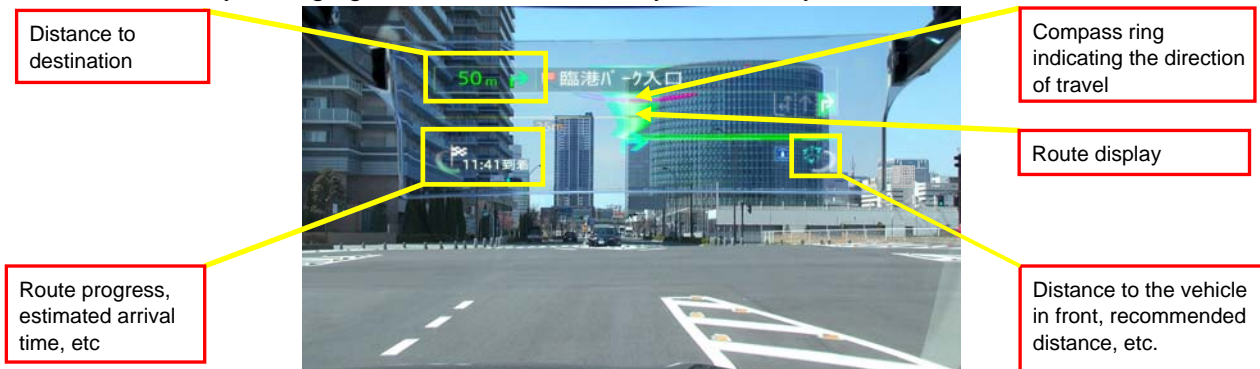 Distance to
destination
50m
臨港ﾊﾟｰｸ入口
Compass ring
indicating the direction
of travel
11:41到着
Route display
Route progress,
estimated arrival
time, etc
Distance to the vehicle
in front, recommended
distance, etc.